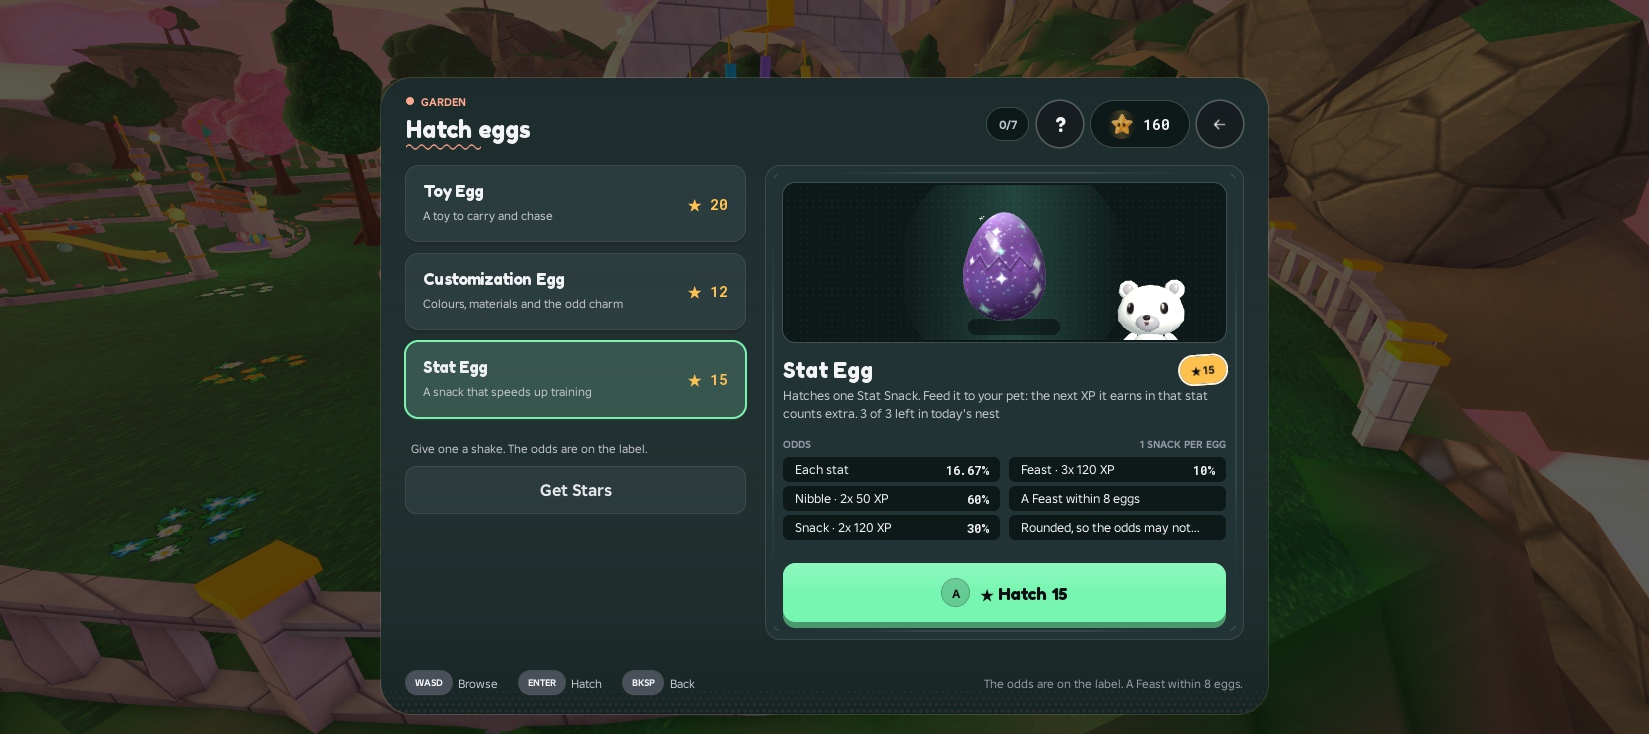 GARDEN
Hatch eggs
0/7
?
160
←
Toy Egg
A toy to carry and chase
★ 20
Customization Egg
Colours, materials and the odd charm
★ 12
Stat Egg
A snack that speeds up training
★ 15
Give one a shake. The odds are on the label.
Get Stars
Stat Egg
★15
Hatches one Stat Snack. Feed it to your pet: the next XP it earns in that stat
counts extra. 3 of 3 left in today's nest
ODDS
1 SNACK PER EGG
Each stat 16.67%
Feast · 3x 120 XP 10%
Nibble · 2x 50 XP 60%
A Feast within 8 eggs
Snack · 2x 120 XP 30%
Rounded, so the odds may not...
A ★ Hatch 15
WASD Browse ENTER Hatch BKSP Back
The odds are on the label. A Feast within 8 eggs.